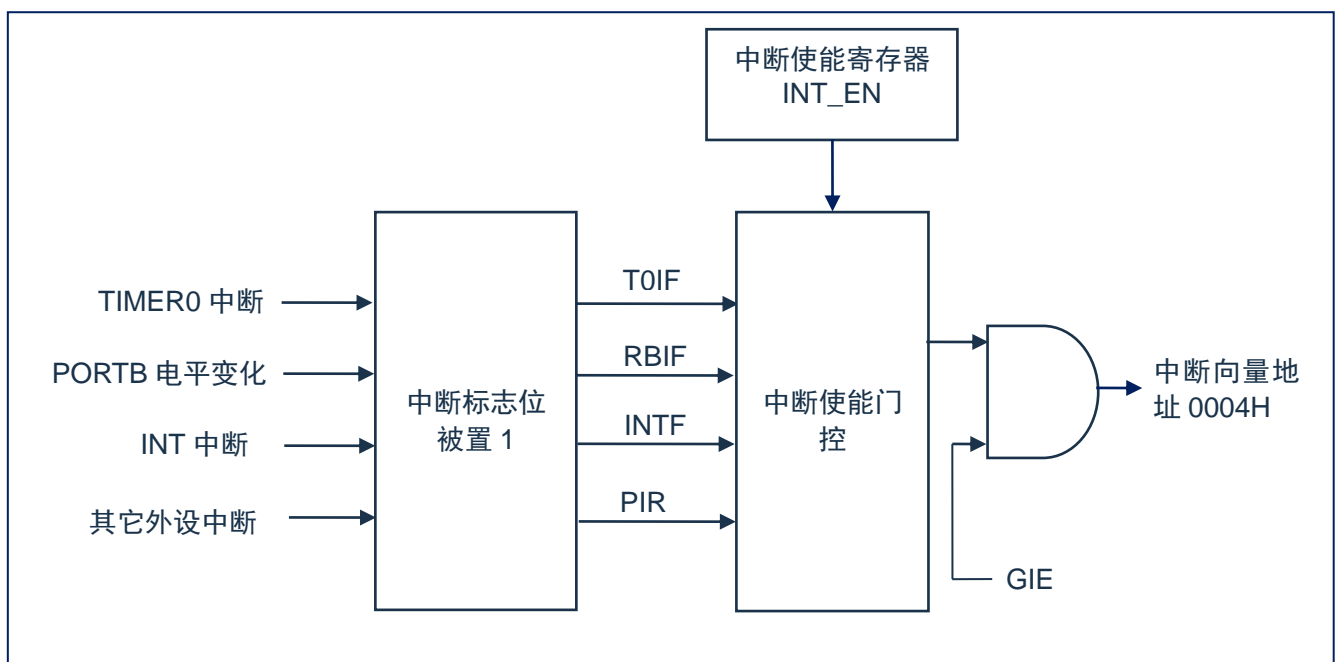 中断使能寄存器
INT_EN
TIMER0 中断
PORTB 电平变化
INT 中断
其它外设中断
中断标志位
被置 1
T0IF
RBIF
INTF
PIR
中断使能门
控
GIE
中断向量地
址 0004H